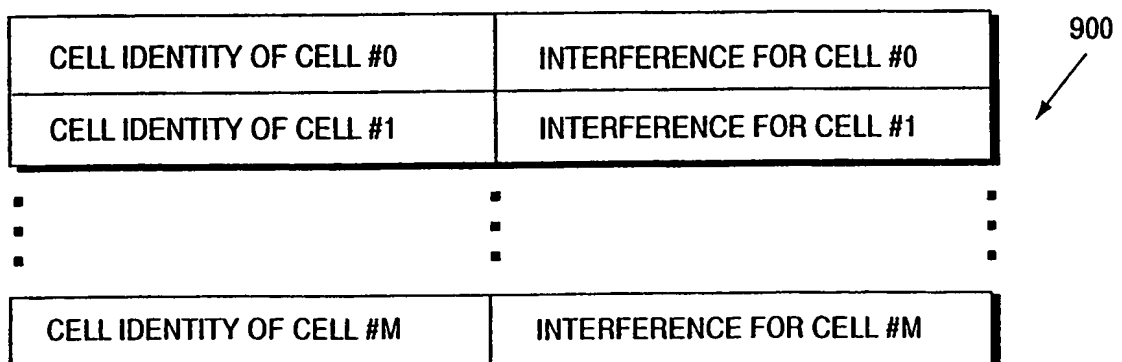 900
CELL IDENTITY OF CELL #0 INTERFERENCE FOR CELL #0
CELL IDENTITY OF CELL #1 INTERFERENCE FOR CELL #1
CELL IDENTITY OF CELL #M INTERFERENCE FOR CELL #M